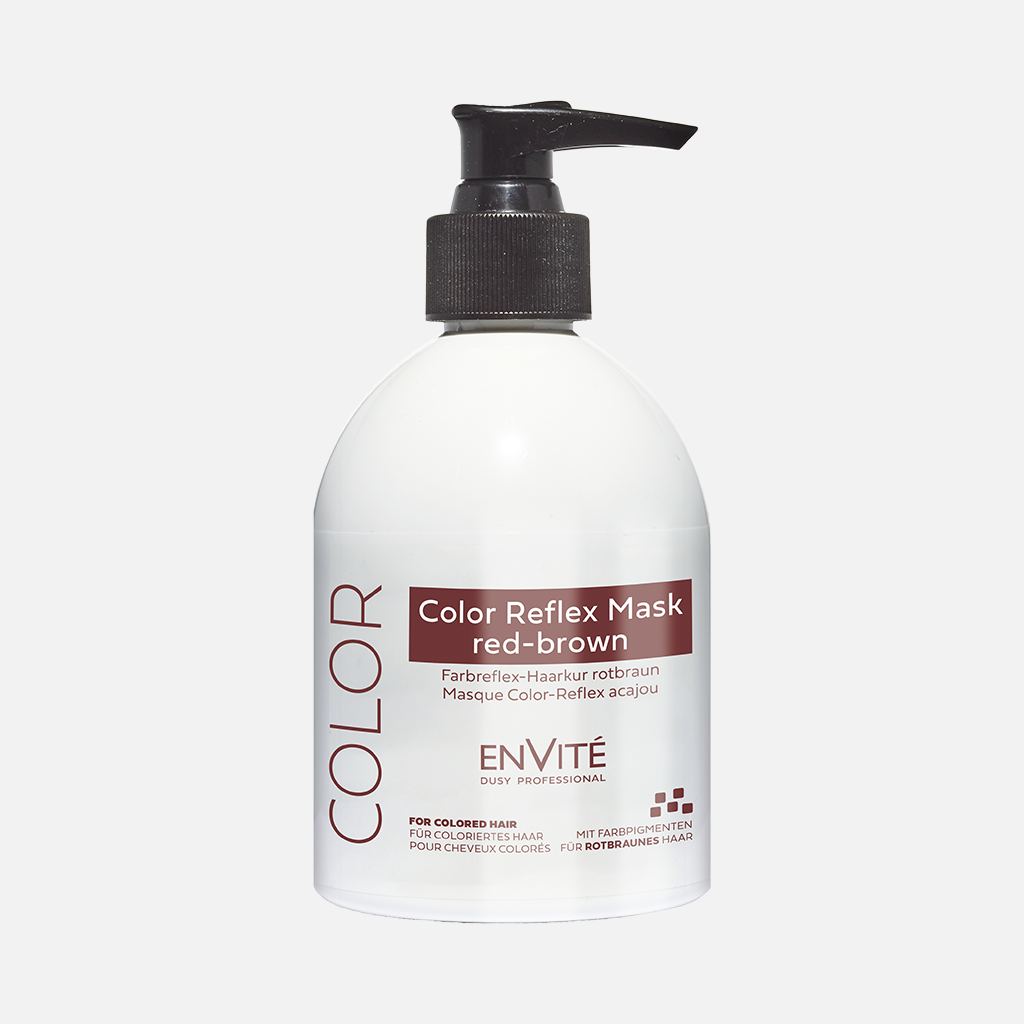 COLOR
Color Reflex Mask
red-brown
Farbreflex-Haarkur rotbraun
Masque Color-Reflex acajou
ENVITÉ
DUSY PROFESSIONAL
FOR COLORED HAIR
FÜR COLORIERTES HAAR
POUR CHEVEUX COLORÉS
MIT FARBPIGMENTEN
FÜR ROTBRAUNES HAAR